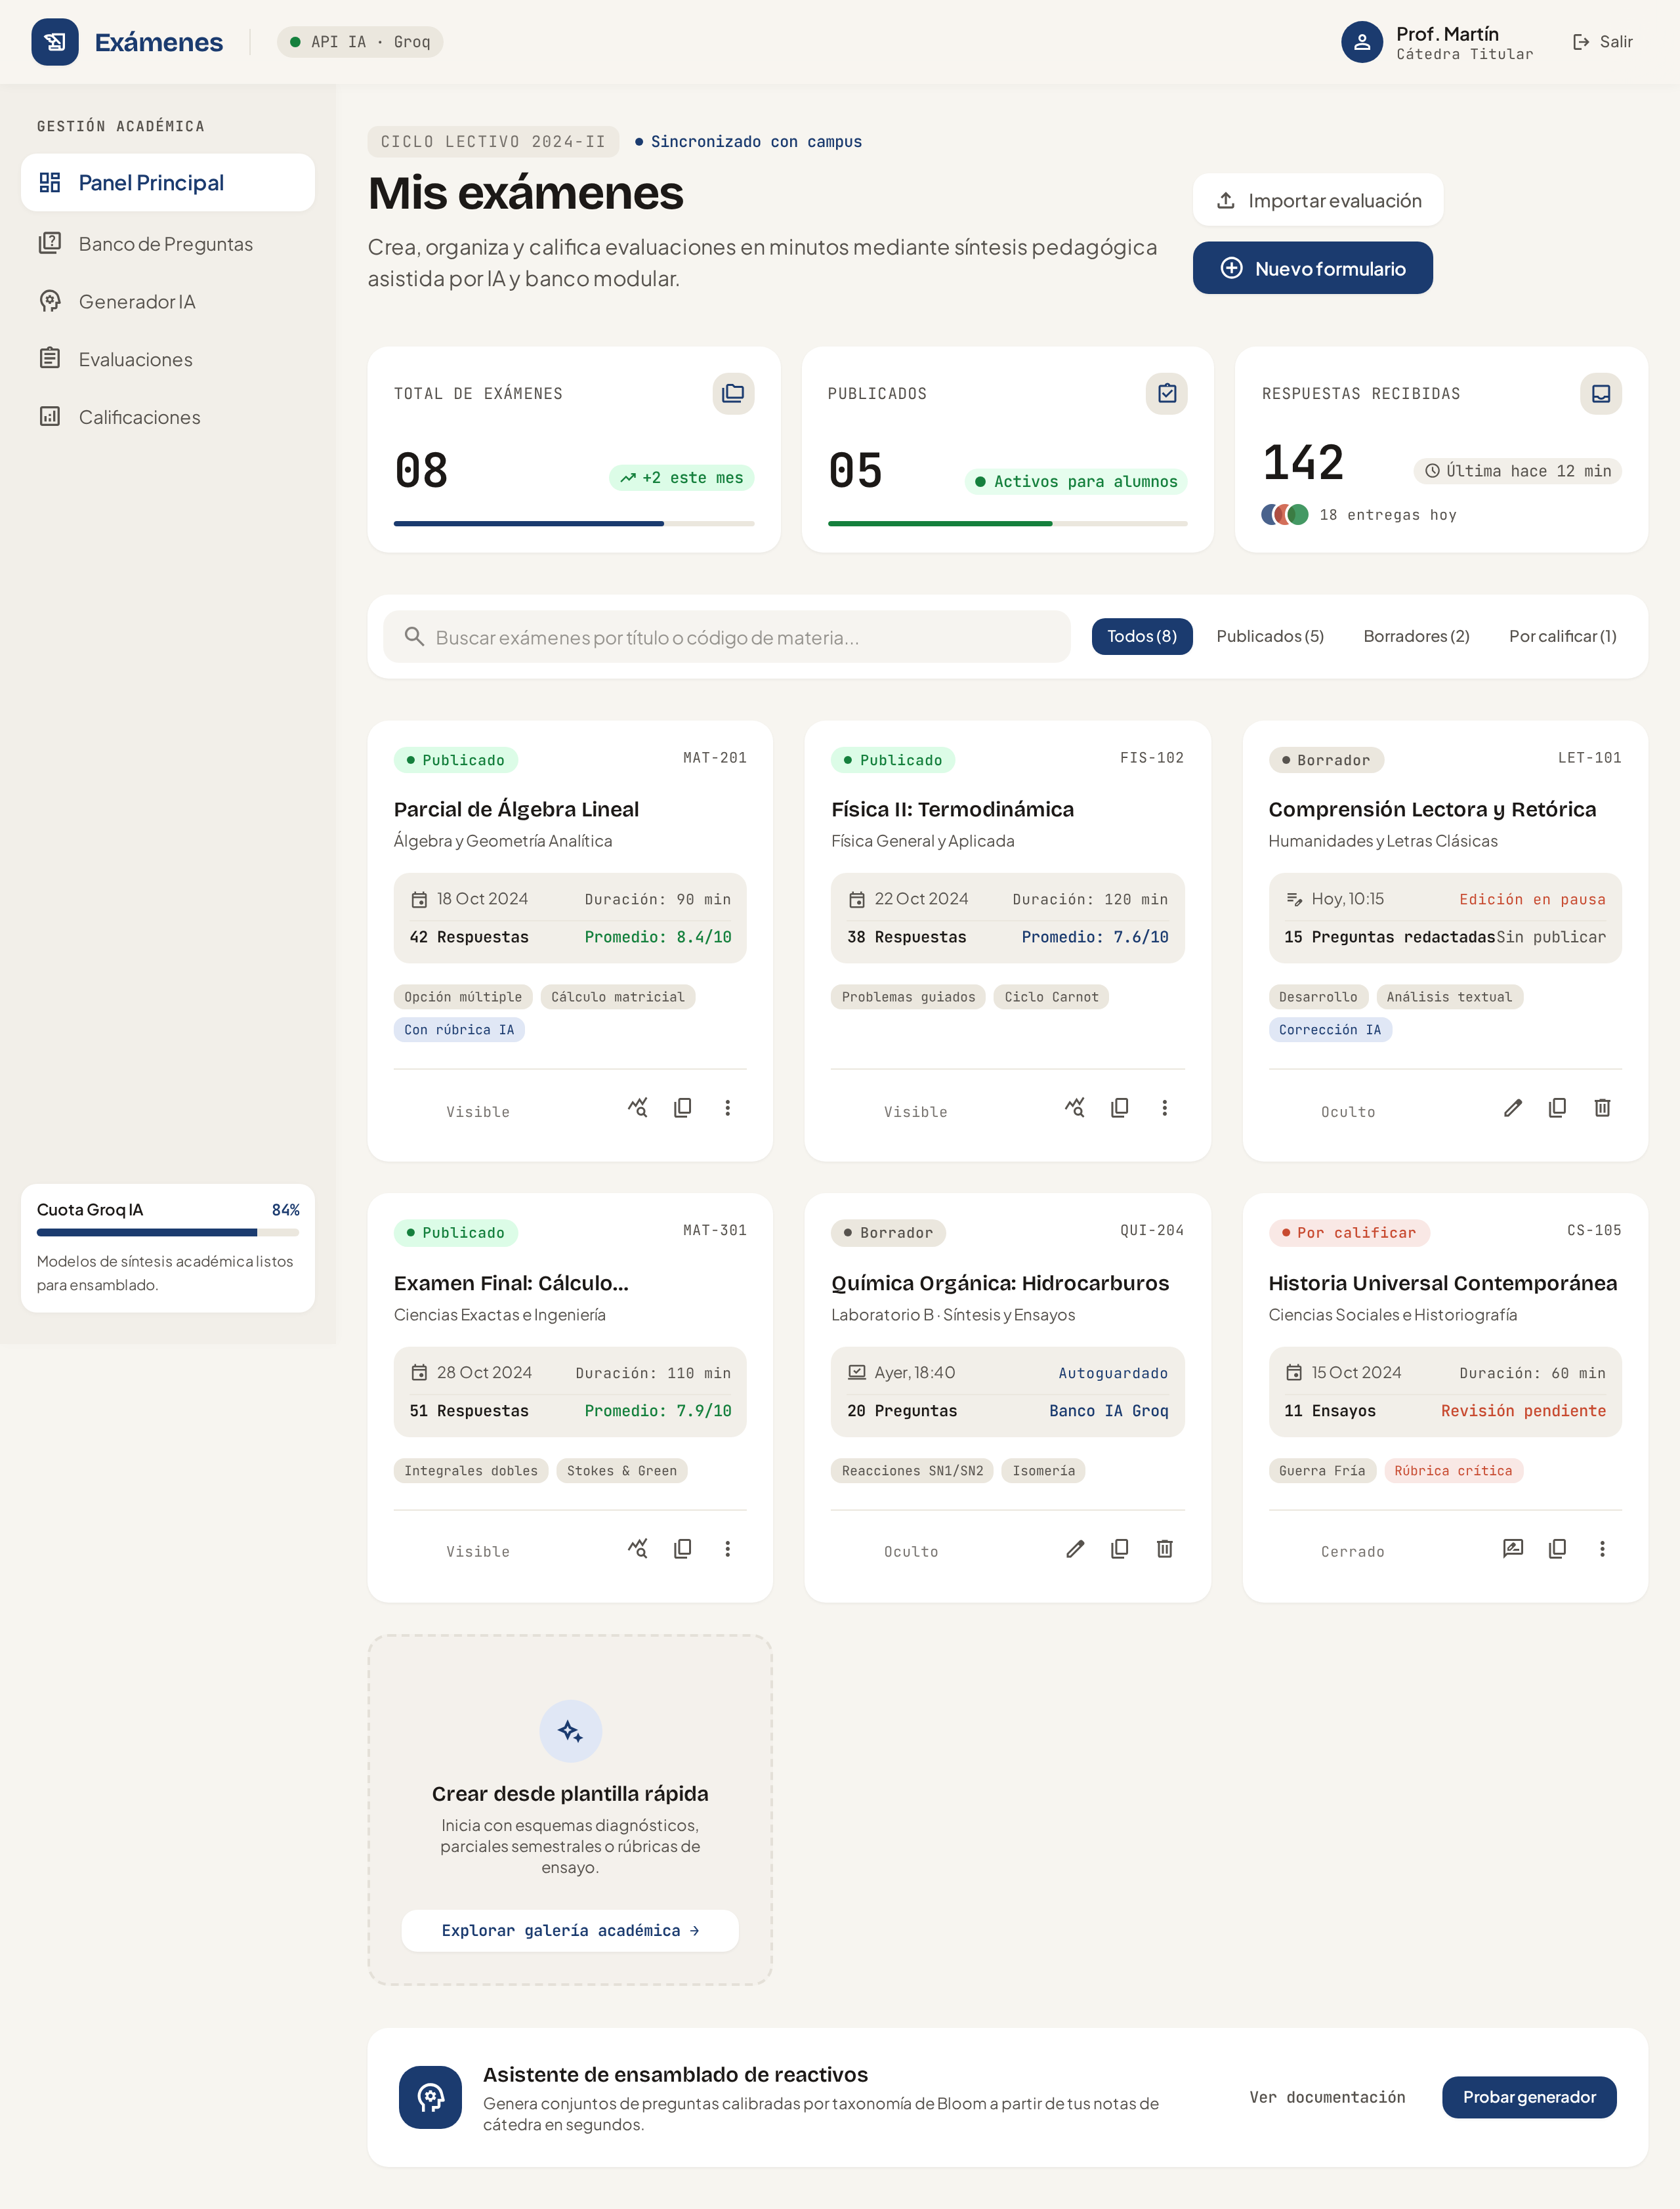 Exámenes
API IA · Groq
Prof. Martín
Cátedra Titular
Salir
GESTIÓN ACADÉMICA
Panel Principal
Banco de Preguntas
Generador IA
Evaluaciones
Calificaciones
Cuota Groq IA
84%
Modelos de síntesis académica listos
para ensamblado.
CICLO LECTIVO 2024-II
Sincronizado con campus
Mis exámenes
Crea, organiza y califica evaluaciones en minutos mediante síntesis pedagógica
asistida por IA y banco modular.
Importar evaluación
Nuevo formulario
TOTAL DE EXÁMENES
08
+2 este mes
PUBLICADOS
05
Activos para alumnos
RESPUESTAS RECIBIDAS
142
Última hace 12 min
18 entregas hoy
Buscar exámenes por título o código de materia...
Todos (8)
Publicados (5)
Borradores (2)
Por calificar (1)
Publicado
MAT-201
Parcial de Álgebra Lineal
Álgebra y Geometría Analítica
18 Oct 2024
Duración: 90 min
42 Respuestas
Promedio: 8.4/10
Opción múltiple
Cálculo matricial
Con rúbrica IA
Visible
Publicado
FIS-102
Física II: Termodinámica
Física General y Aplicada
22 Oct 2024
Duración: 120 min
38 Respuestas
Promedio: 7.6/10
Problemas guiados
Ciclo Carnot
Visible
Borrador
LET-101
Comprensión Lectora y Retórica
Humanidades y Letras Clásicas
Hoy, 10:15
Edición en pausa
15 Preguntas redactadas
Sin publicar
Desarrollo
Análisis textual
Corrección IA
Oculto
Publicado
MAT-301
Examen Final: Cálculo...
Ciencias Exactas e Ingeniería
28 Oct 2024
Duración: 110 min
51 Respuestas
Promedio: 7.9/10
Integrales dobles
Stokes & Green
Visible
Borrador
QUI-204
Química Orgánica: Hidrocarburos
Laboratorio B · Síntesis y Ensayos
Ayer, 18:40
Autoguardado
20 Preguntas
Banco IA Groq
Reacciones SN1/SN2
Isomería
Oculto
Por calificar
CS-105
Historia Universal Contemporánea
Ciencias Sociales e Historiografía
15 Oct 2024
Duración: 60 min
11 Ensayos
Revisión pendiente
Guerra Fría
Rúbrica crítica
Cerrado
Crear desde plantilla rápida
Inicia con esquemas diagnósticos,
parciales semestrales o rúbricas de
ensayo.
Explorar galería académica →
Asistente de ensamblado de reactivos
Genera conjuntos de preguntas calibradas por taxonomía de Bloom a partir de tus notas de
cátedra en segundos.
Ver documentación
Probar generador